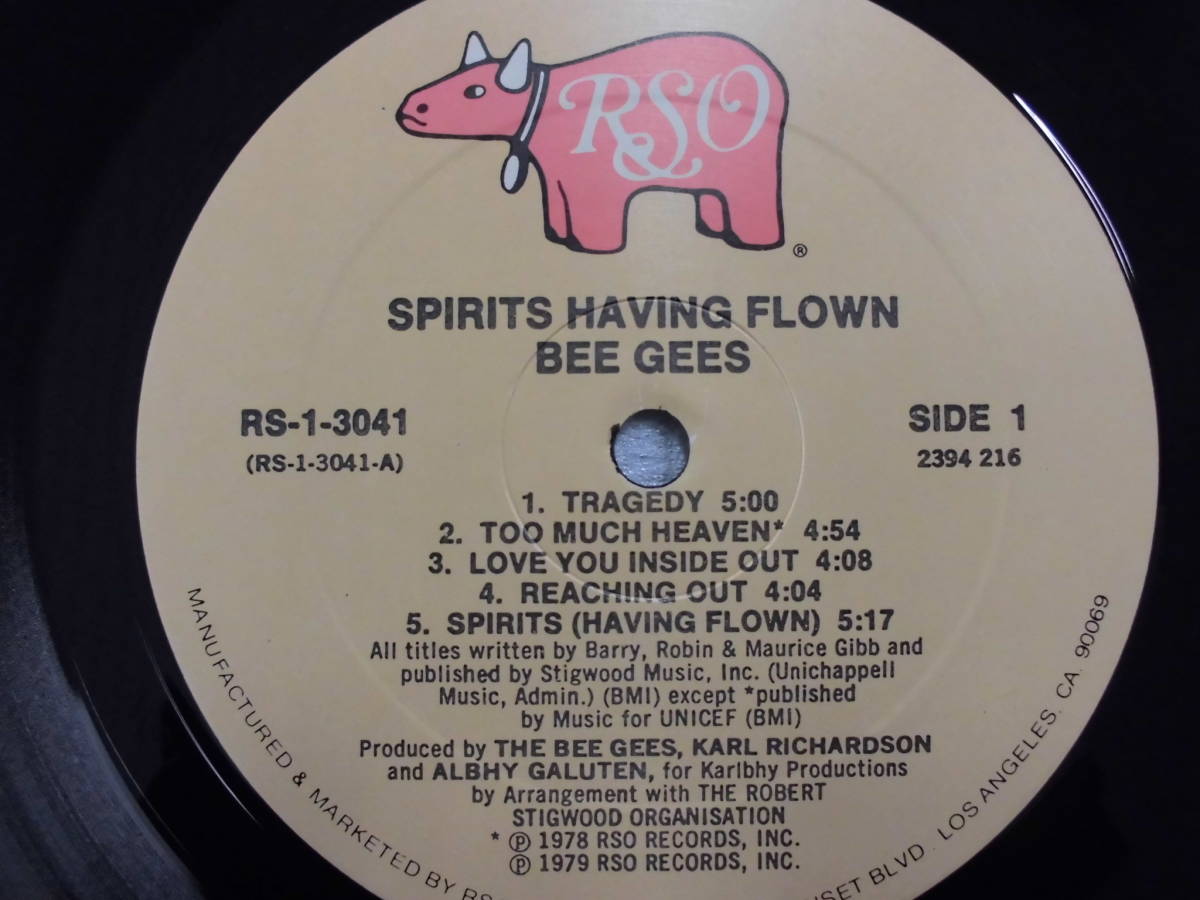 RSO
®
SPIRITS HAVING FLOWN
BEE GEES
RS-1-3041
(RS-1-3041-A)
SIDE 1
2394 216
1. TRAGEDY 5:00
2. TOO MUCH HEAVEN* 4:54
3. LOVE YOU INSIDE OUT 4:08
4. REACHING OUT 4:04
5. SPIRITS (HAVING FLOWN) 5:17
All titles written by Barry, Robin & Maurice Gibb and
published by Stigwood Music, Inc. (Unichappell
Music, Admin.) (BMI) except *published
by Music for UNICEF (BMI)
Produced by THE BEE GEES, KARL RICHARDSON
and ALBHY GALUTEN, for Karlbhy Productions
by Arrangement with THE ROBERT
STIGWOOD ORGANISATION
* ℗ 1978 RSO RECORDS, INC.
℗ 1979 RSO RECORDS, INC.
MANUFACTURED & MARKETED BY RS
SET BLVD. LOS ANGELES, CA. 90069